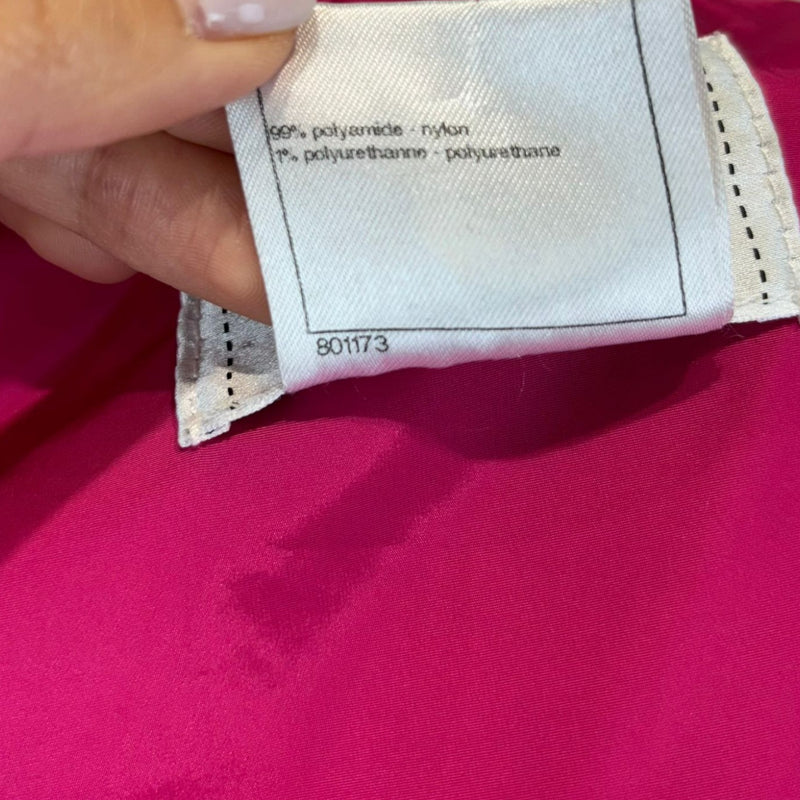 99% polyamide - nylon
1% polyurethanne - polyurethane
801173